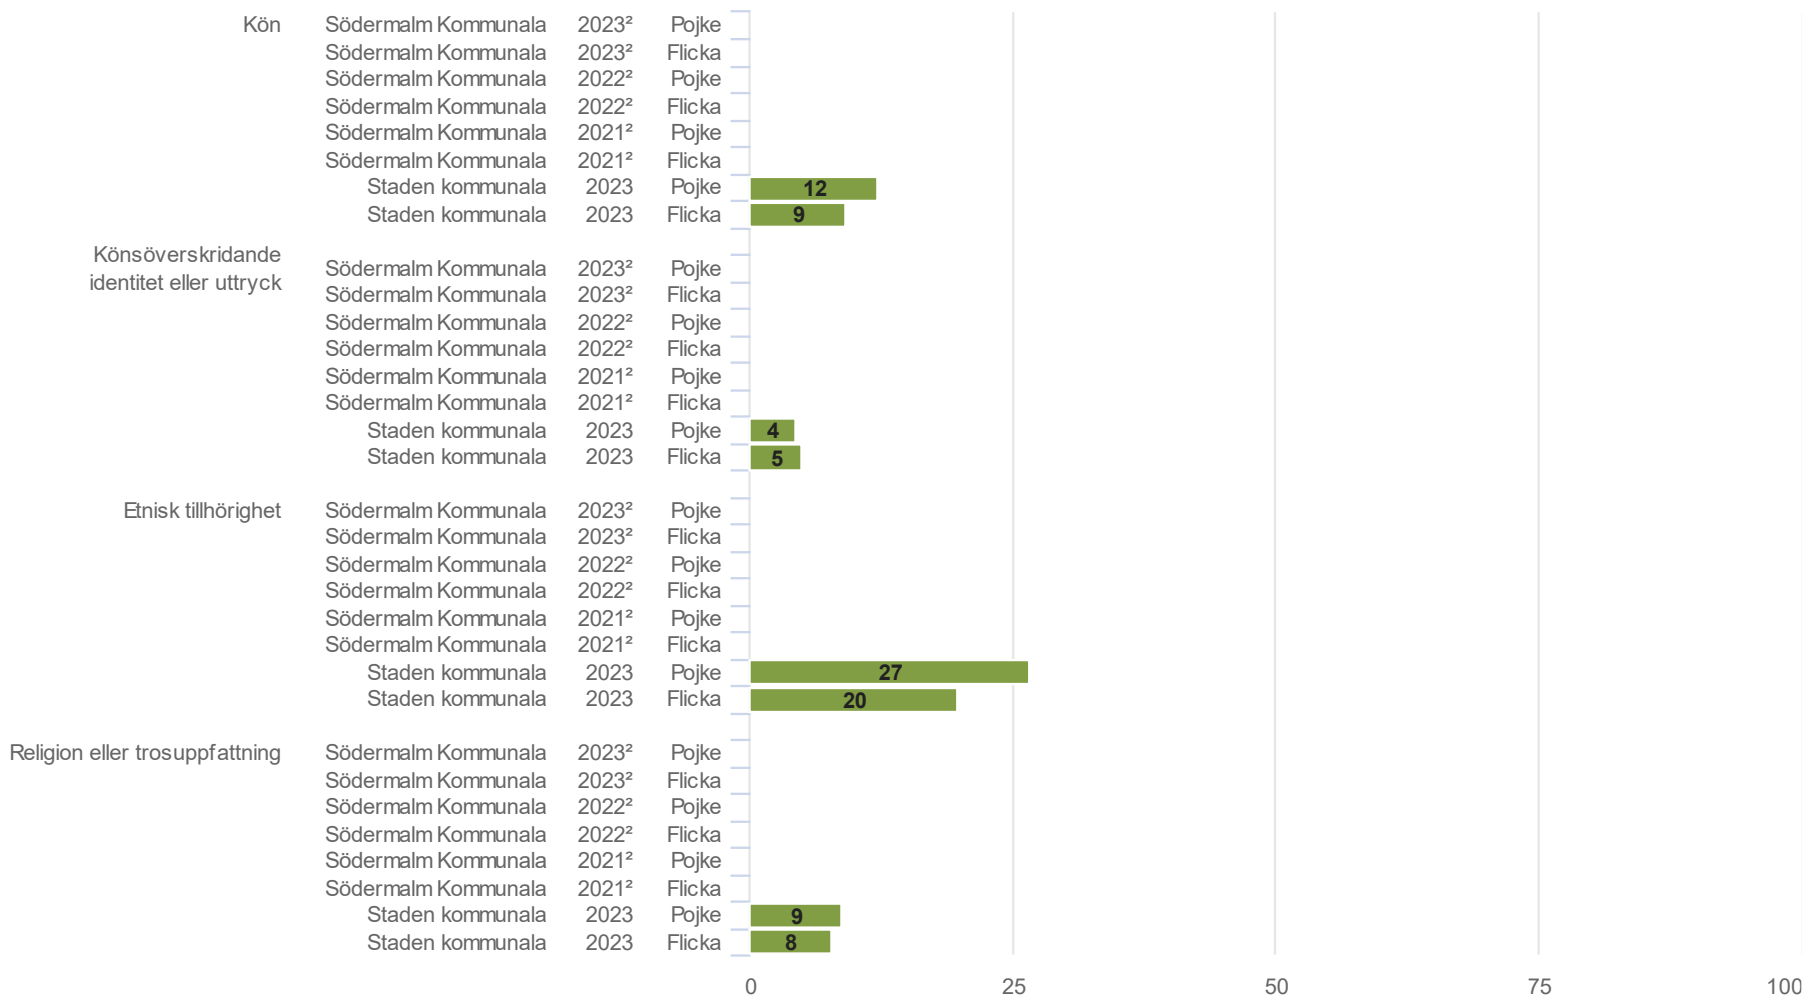 Kön Södermalm Kommunala 2023² Pojke
Södermalm Kommunala 2023² Flicka
Södermalm Kommunala 2022² Pojke
Södermalm Kommunala 2022² Flicka
Södermalm Kommunala 2021² Pojke
Södermalm Kommunala 2021² Flicka
Staden kommunala 2023 Pojke 12
Staden kommunala 2023 Flicka 9
Könsöverskridande
identitet eller uttryck Södermalm Kommunala 2023² Pojke
Södermalm Kommunala 2023² Flicka
Södermalm Kommunala 2022² Pojke
Södermalm Kommunala 2022² Flicka
Södermalm Kommunala 2021² Pojke
Södermalm Kommunala 2021² Flicka
Staden kommunala 2023 Pojke 4
Staden kommunala 2023 Flicka 5
Etnisk tillhörighet Södermalm Kommunala 2023² Pojke
Södermalm Kommunala 2023² Flicka
Södermalm Kommunala 2022² Pojke
Södermalm Kommunala 2022² Flicka
Södermalm Kommunala 2021² Pojke
Södermalm Kommunala 2021² Flicka
Staden kommunala 2023 Pojke 27
Staden kommunala 2023 Flicka 20
Religion eller trosuppfattning Södermalm Kommunala 2023² Pojke
Södermalm Kommunala 2023² Flicka
Södermalm Kommunala 2022² Pojke
Södermalm Kommunala 2022² Flicka
Södermalm Kommunala 2021² Pojke
Södermalm Kommunala 2021² Flicka
Staden kommunala 2023 Pojke 9
Staden kommunala 2023 Flicka 8
0 25 50 75 100